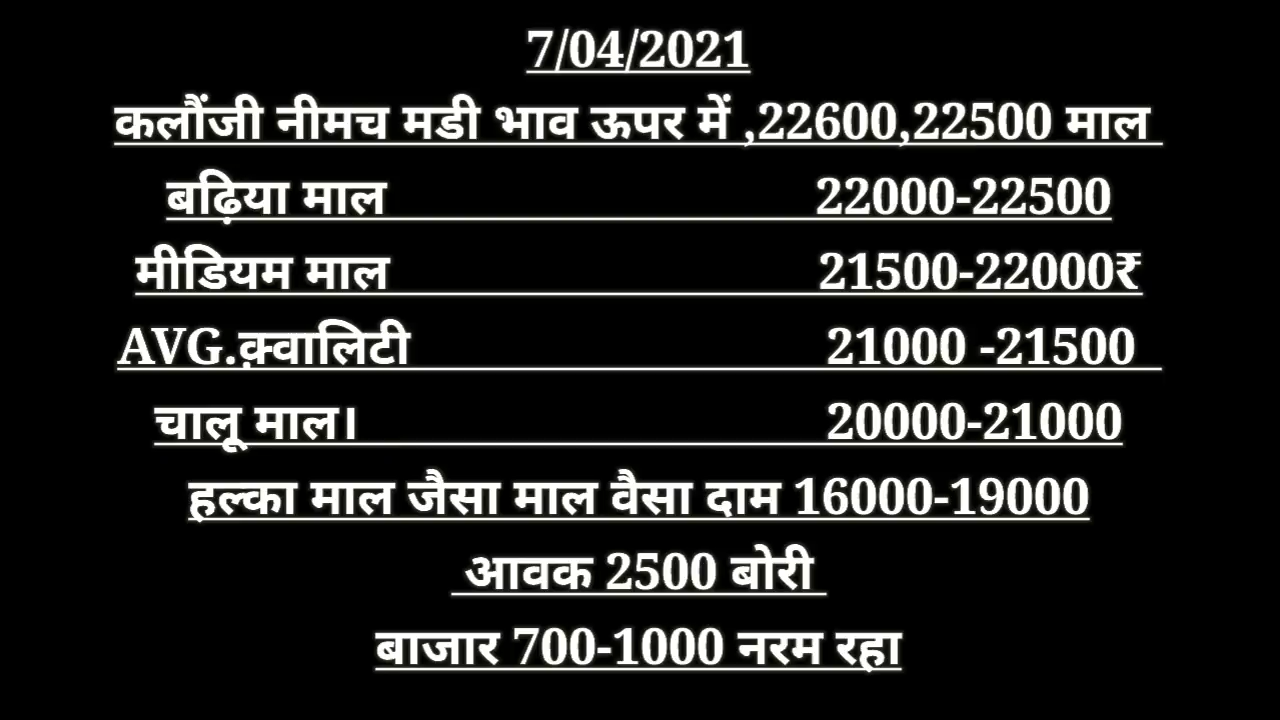 7/04/2021
कलौंजी नीमच मडी भाव ऊपर में ,22600,22500 माल
बढ़िया माल 22000-22500
मीडियम माल 21500-22000₹
AVG.क़्वालिटी 21000 -21500
चालू माल। 20000-21000
हल्का माल जैसा माल वैसा दाम 16000-19000
आवक 2500 बोरी
बाजार 700-1000 नरम रहा